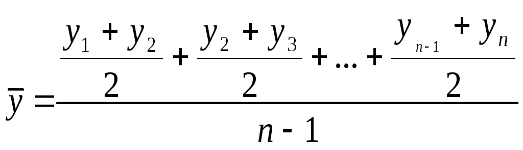 ȳ = ((y₁ + y₂)/2 + (y₂ + y₃)/2 + ... + (yₙ₋₁ + yₙ)/2) / (n - 1)